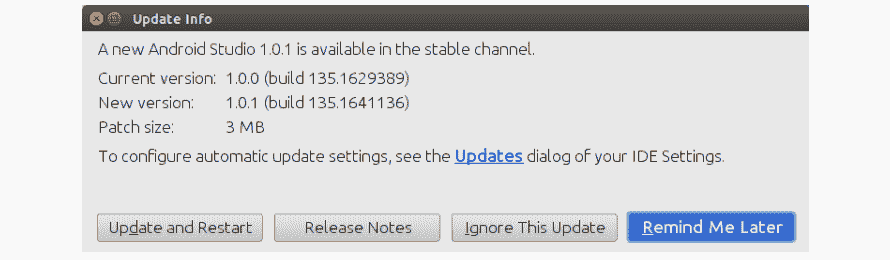 Update Info
A new Android Studio 1.0.1 is available in the stable channel.
Current version: 1.0.0 (build 135.1629389)
New version: 1.0.1 (build 135.1641136)
Patch size: 3 MB
To configure automatic update settings, see the Updates dialog of your IDE Settings.
Update and Restart Release Notes Ignore This Update Remind Me Later